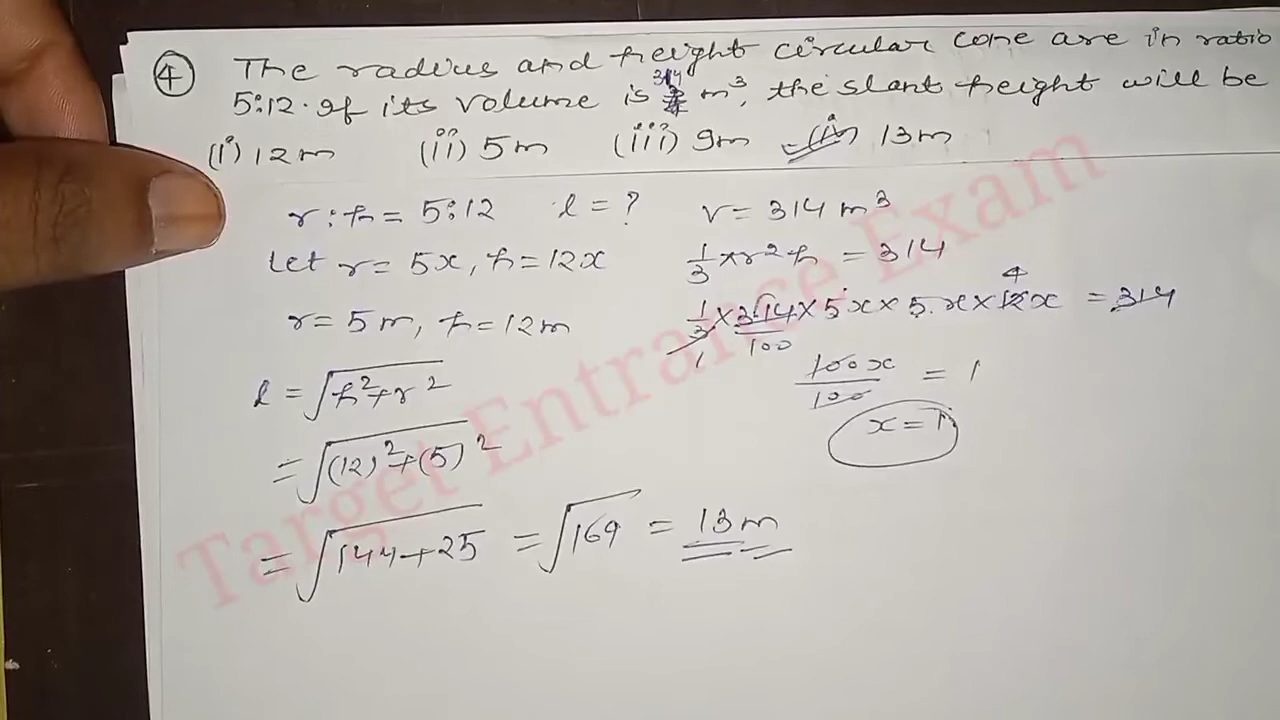 ④ The radius and height circular cone are in ratio
5:12. If its volume is 314 m³, the slant height will be
(i) 12m (ii) 5m (iii) 9m (iv) 13m
r:h = 5:12 l = ? V = 314 m³
Let r = 5x, h = 12x 1/3 πr²h = 314
r = 5m, h = 12m 1/3 × 314/100 × 5x × 5x × 12x = 314
1 4
l = √h²+r² 100x/100 = 1
x = 1
= √(12)²+(5)²
= √144+25 = √169 = 13m
Target Entrance Exam